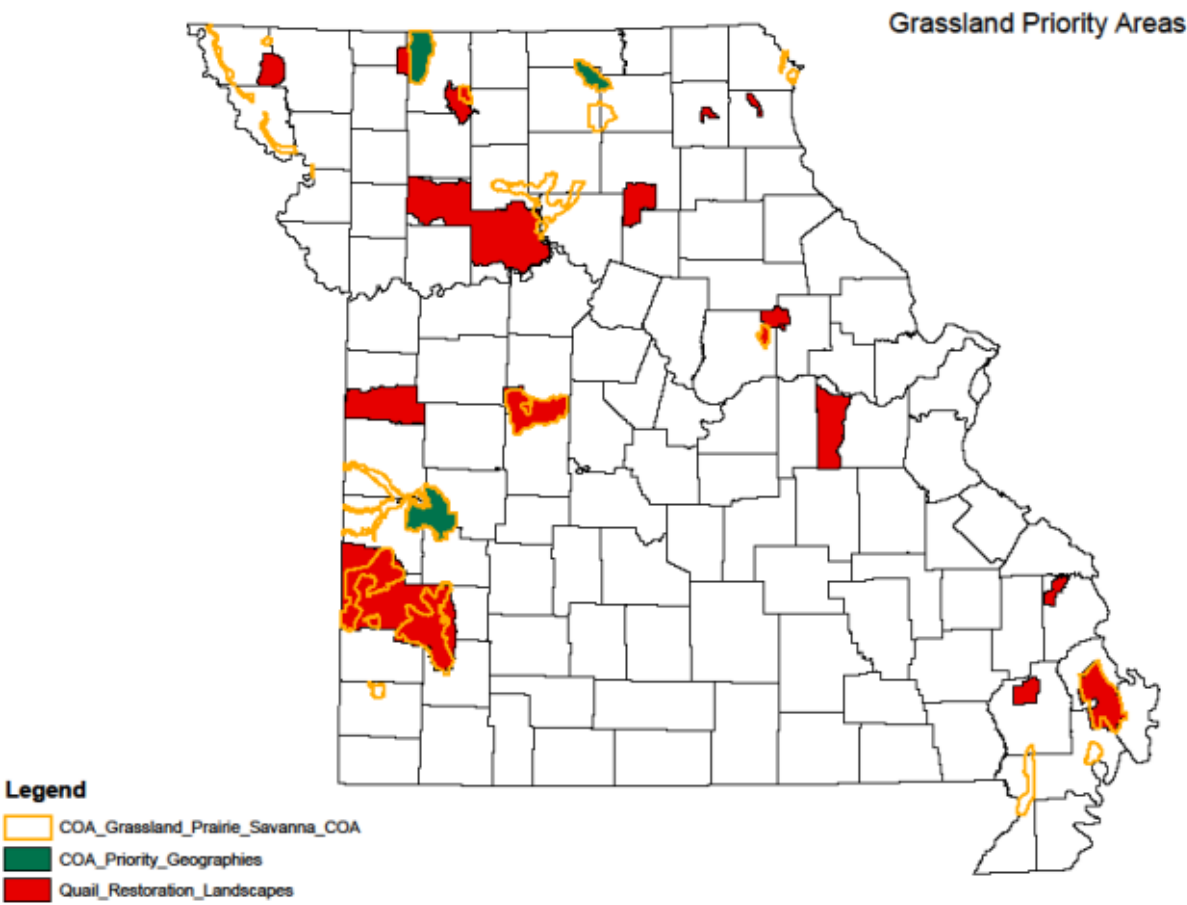 Grassland Priority Areas
Legend
COA_Grassland_Prairie_Savanna_COA
COA_Priority_Geographies
Quail_Restoration_Landscapes